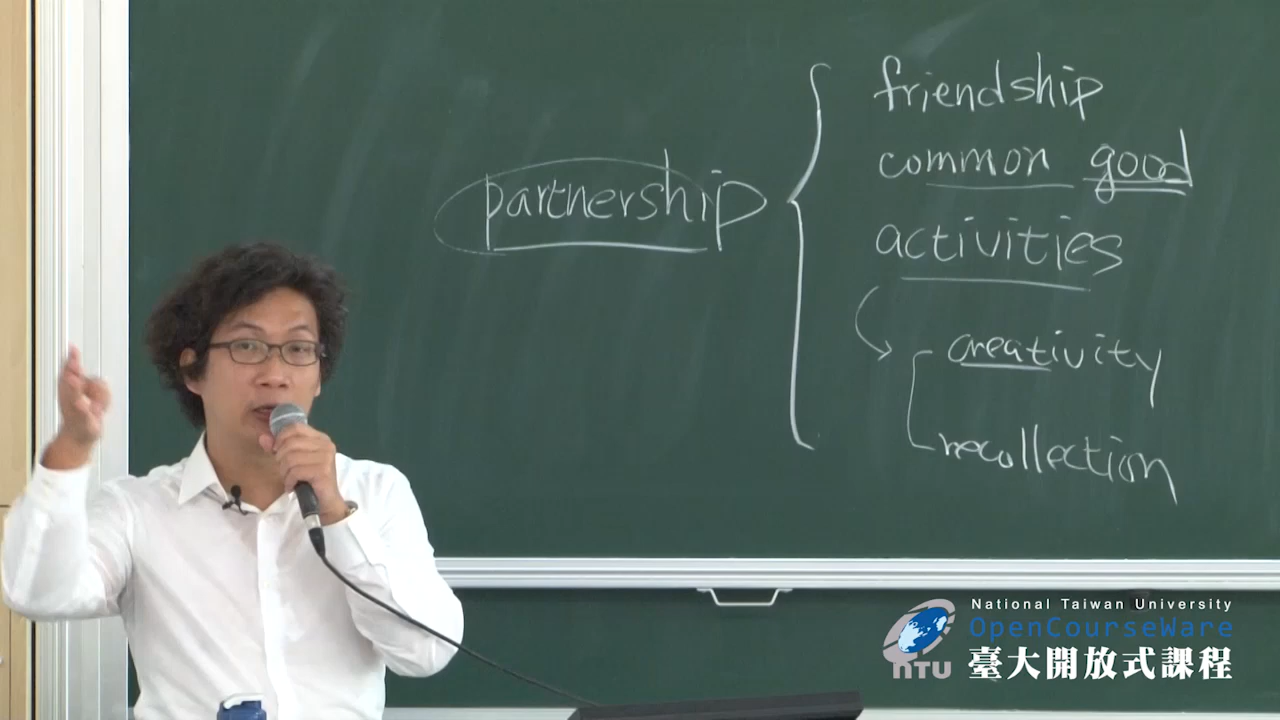 partnership
friendship
common good
activities
creativity
recollection
National Taiwan University
OpenCourseWare
NTU 臺大開放式課程